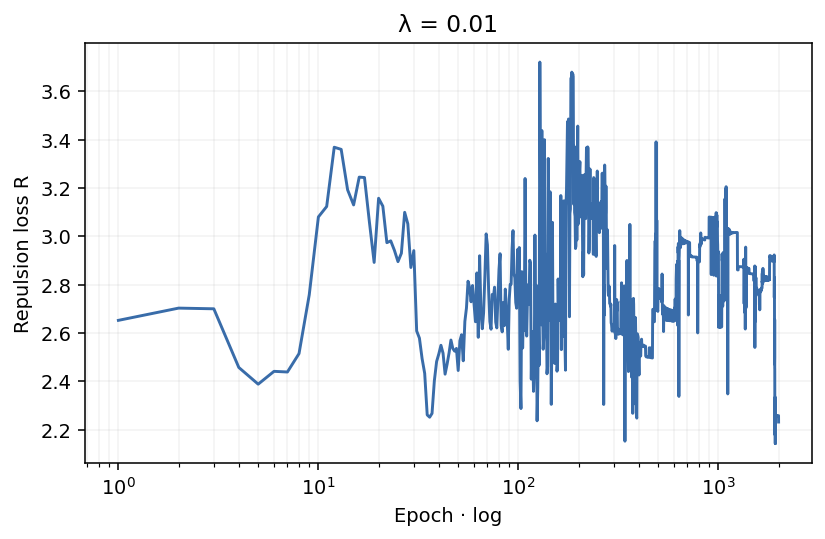 λ = 0.01
Repulsion loss R
3.6
3.4
3.2
3.0
2.8
2.6
2.4
2.2
10⁰ 10¹ 10² 10³
Epoch · log